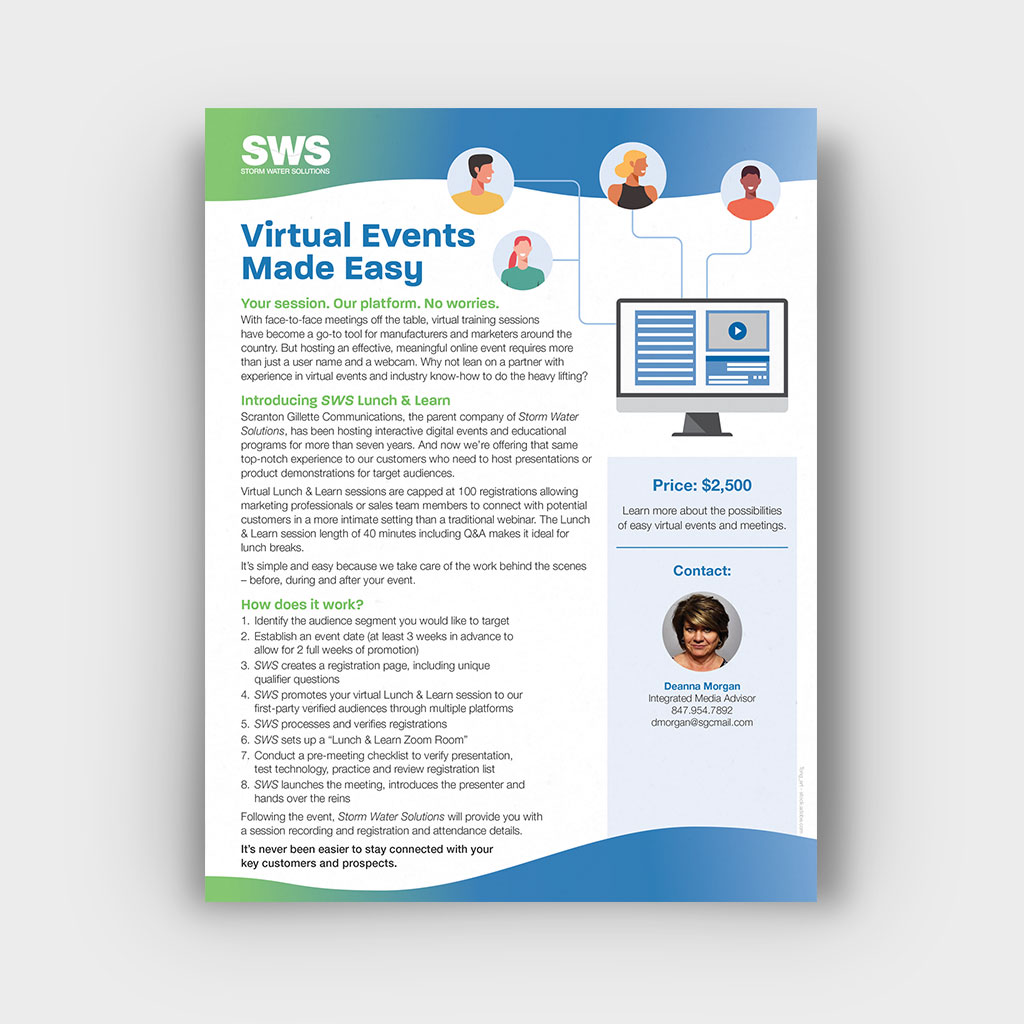 SWS
STORM WATER SOLUTIONS
Virtual Events
Made Easy
Your session. Our platform. No worries.
With face-to-face meetings off the table, virtual training sessions
have become a go-to tool for manufacturers and marketers around the
country. But hosting an effective, meaningful online event requires more
than just a user name and a webcam. Why not lean on a partner with
experience in virtual events and industry know-how to do the heavy lifting?
Introducing SWS Lunch & Learn
Scranton Gillette Communications, the parent company of Storm Water
Solutions, has been hosting interactive digital events and educational
programs for more than seven years. And now we're offering that same
top-notch experience to our customers who need to host presentations or
product demonstrations for target audiences.
Virtual Lunch & Learn sessions are capped at 100 registrations allowing
marketing professionals or sales team members to connect with potential
customers in a more intimate setting than a traditional webinar. The Lunch
& Learn session length of 40 minutes including Q&A makes it ideal for
lunch breaks.
It's simple and easy because we take care of the work behind the scenes
– before, during and after your event.
How does it work?
1. Identify the audience segment you would like to target
2. Establish an event date (at least 3 weeks in advance to
allow for 2 full weeks of promotion)
3. SWS creates a registration page, including unique
qualifier questions
4. SWS promotes your virtual Lunch & Learn session to our
first-party verified audiences through multiple platforms
5. SWS processes and verifies registrations
6. SWS sets up a “Lunch & Learn Zoom Room”
7. Conduct a pre-meeting checklist to verify presentation,
test technology, practice and review registration list
8. SWS launches the meeting, introduces the presenter and
hands over the reins
Following the event, Storm Water Solutions will provide you with
a session recording and registration and attendance details.
It's never been easier to stay connected with your
key customers and prospects.
Price: $2,500
Learn more about the possibilities
of easy virtual events and meetings.
Contact:
Deanna Morgan
Integrated Media Advisor
847.954.7892
dmorgan@sgcmail.com